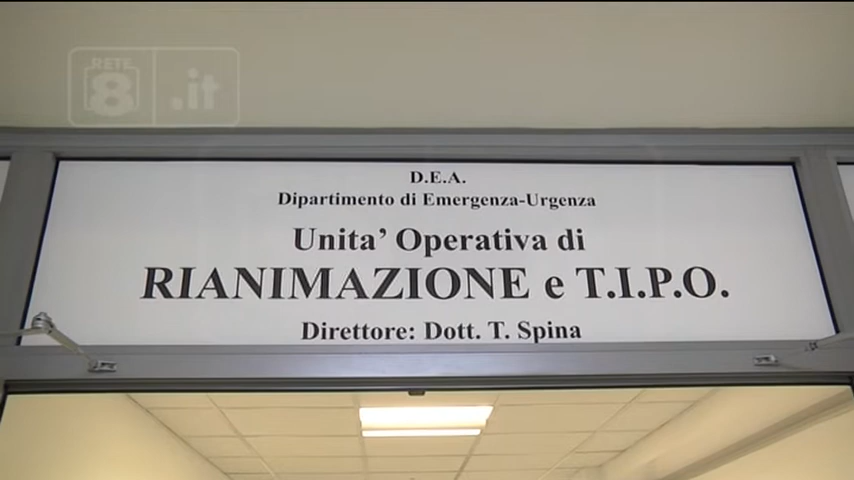 RETE
8 .it
D.E.A.
Dipartimento di Emergenza-Urgenza
Unita’ Operativa di
RIANIMAZIONE e T.I.P.O.
Direttore: Dott. T. Spina